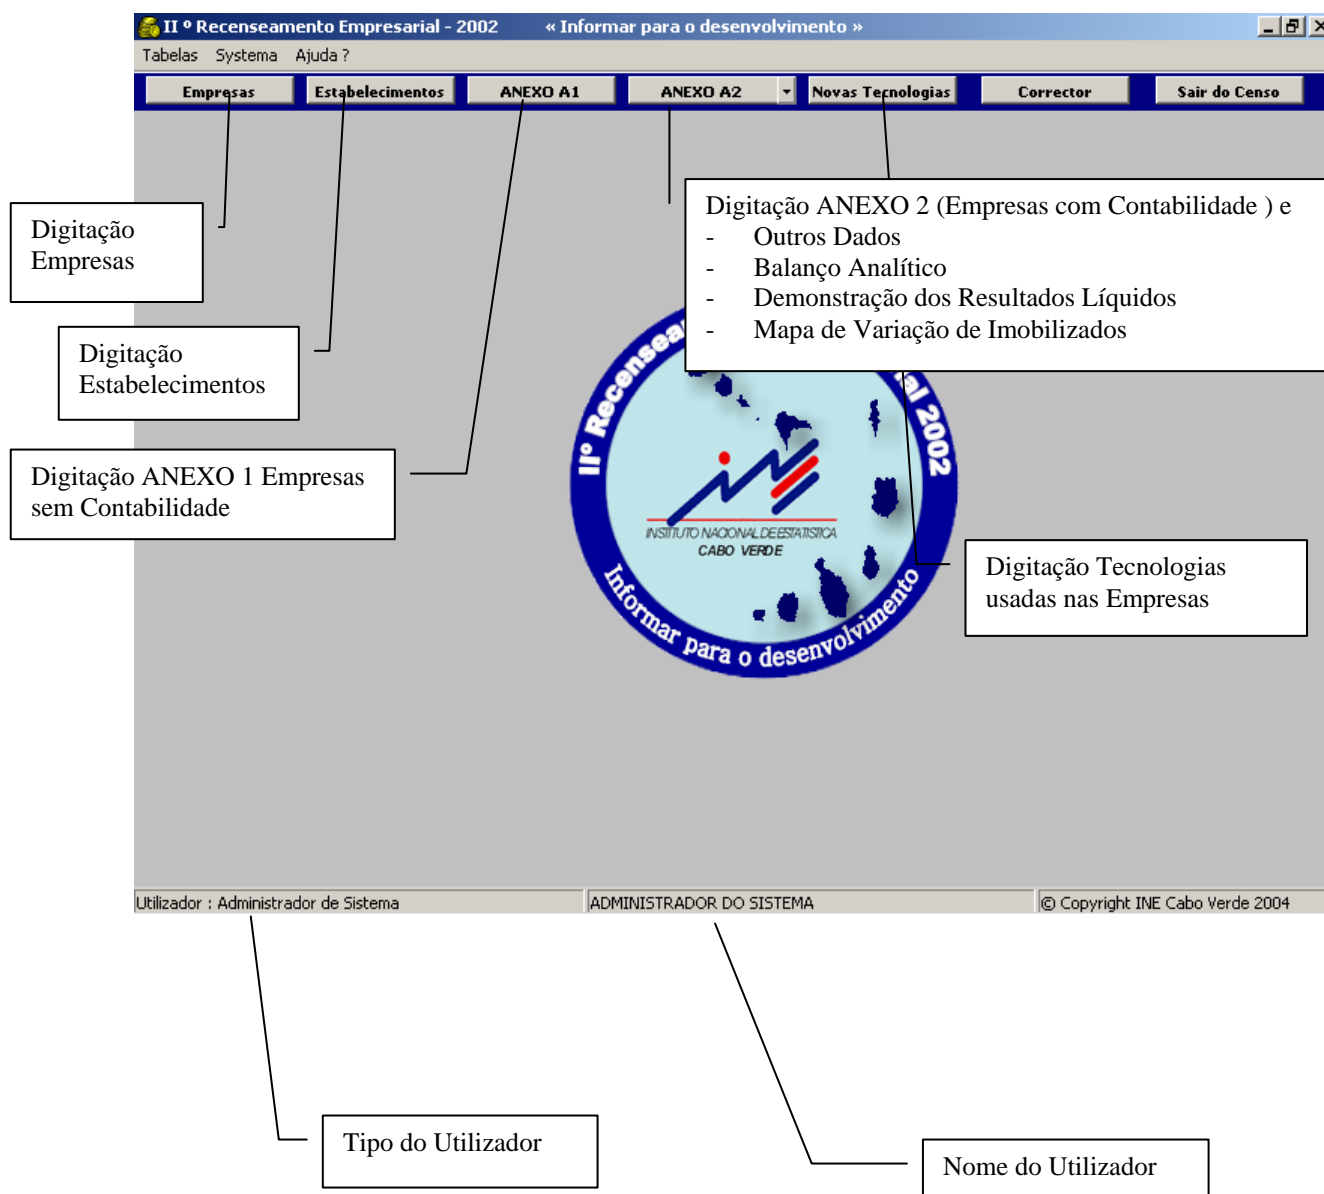 II º Recenseamento Empresarial - 2002 « Informar para o desenvolvimento »
Tabelas Systema Ajuda ?
Empresas Estabelecimentos ANEXO A1 ANEXO A2 Novas Tecnologias Corrector Sair do Censo
Digitação
Empresas
Digitação ANEXO 2 (Empresas com Contabilidade ) e
- Outros Dados
- Balanço Analítico
- Demonstração dos Resultados Líquidos
- Mapa de Variação de Imobilizados
Digitação
Estabelecimentos
Digitação ANEXO 1 Empresas
sem Contabilidade
IIº Recensea ial 2002
INSTITUTO NACIONAL DE ESTATISTICA
CABO VERDE
Informar para o desenvolvimento
Digitação Tecnologias
usadas nas Empresas
Utilizador : Administrador de Sistema ADMINISTRADOR DO SISTEMA © Copyright INE Cabo Verde 2004
Tipo do Utilizador
Nome do Utilizador